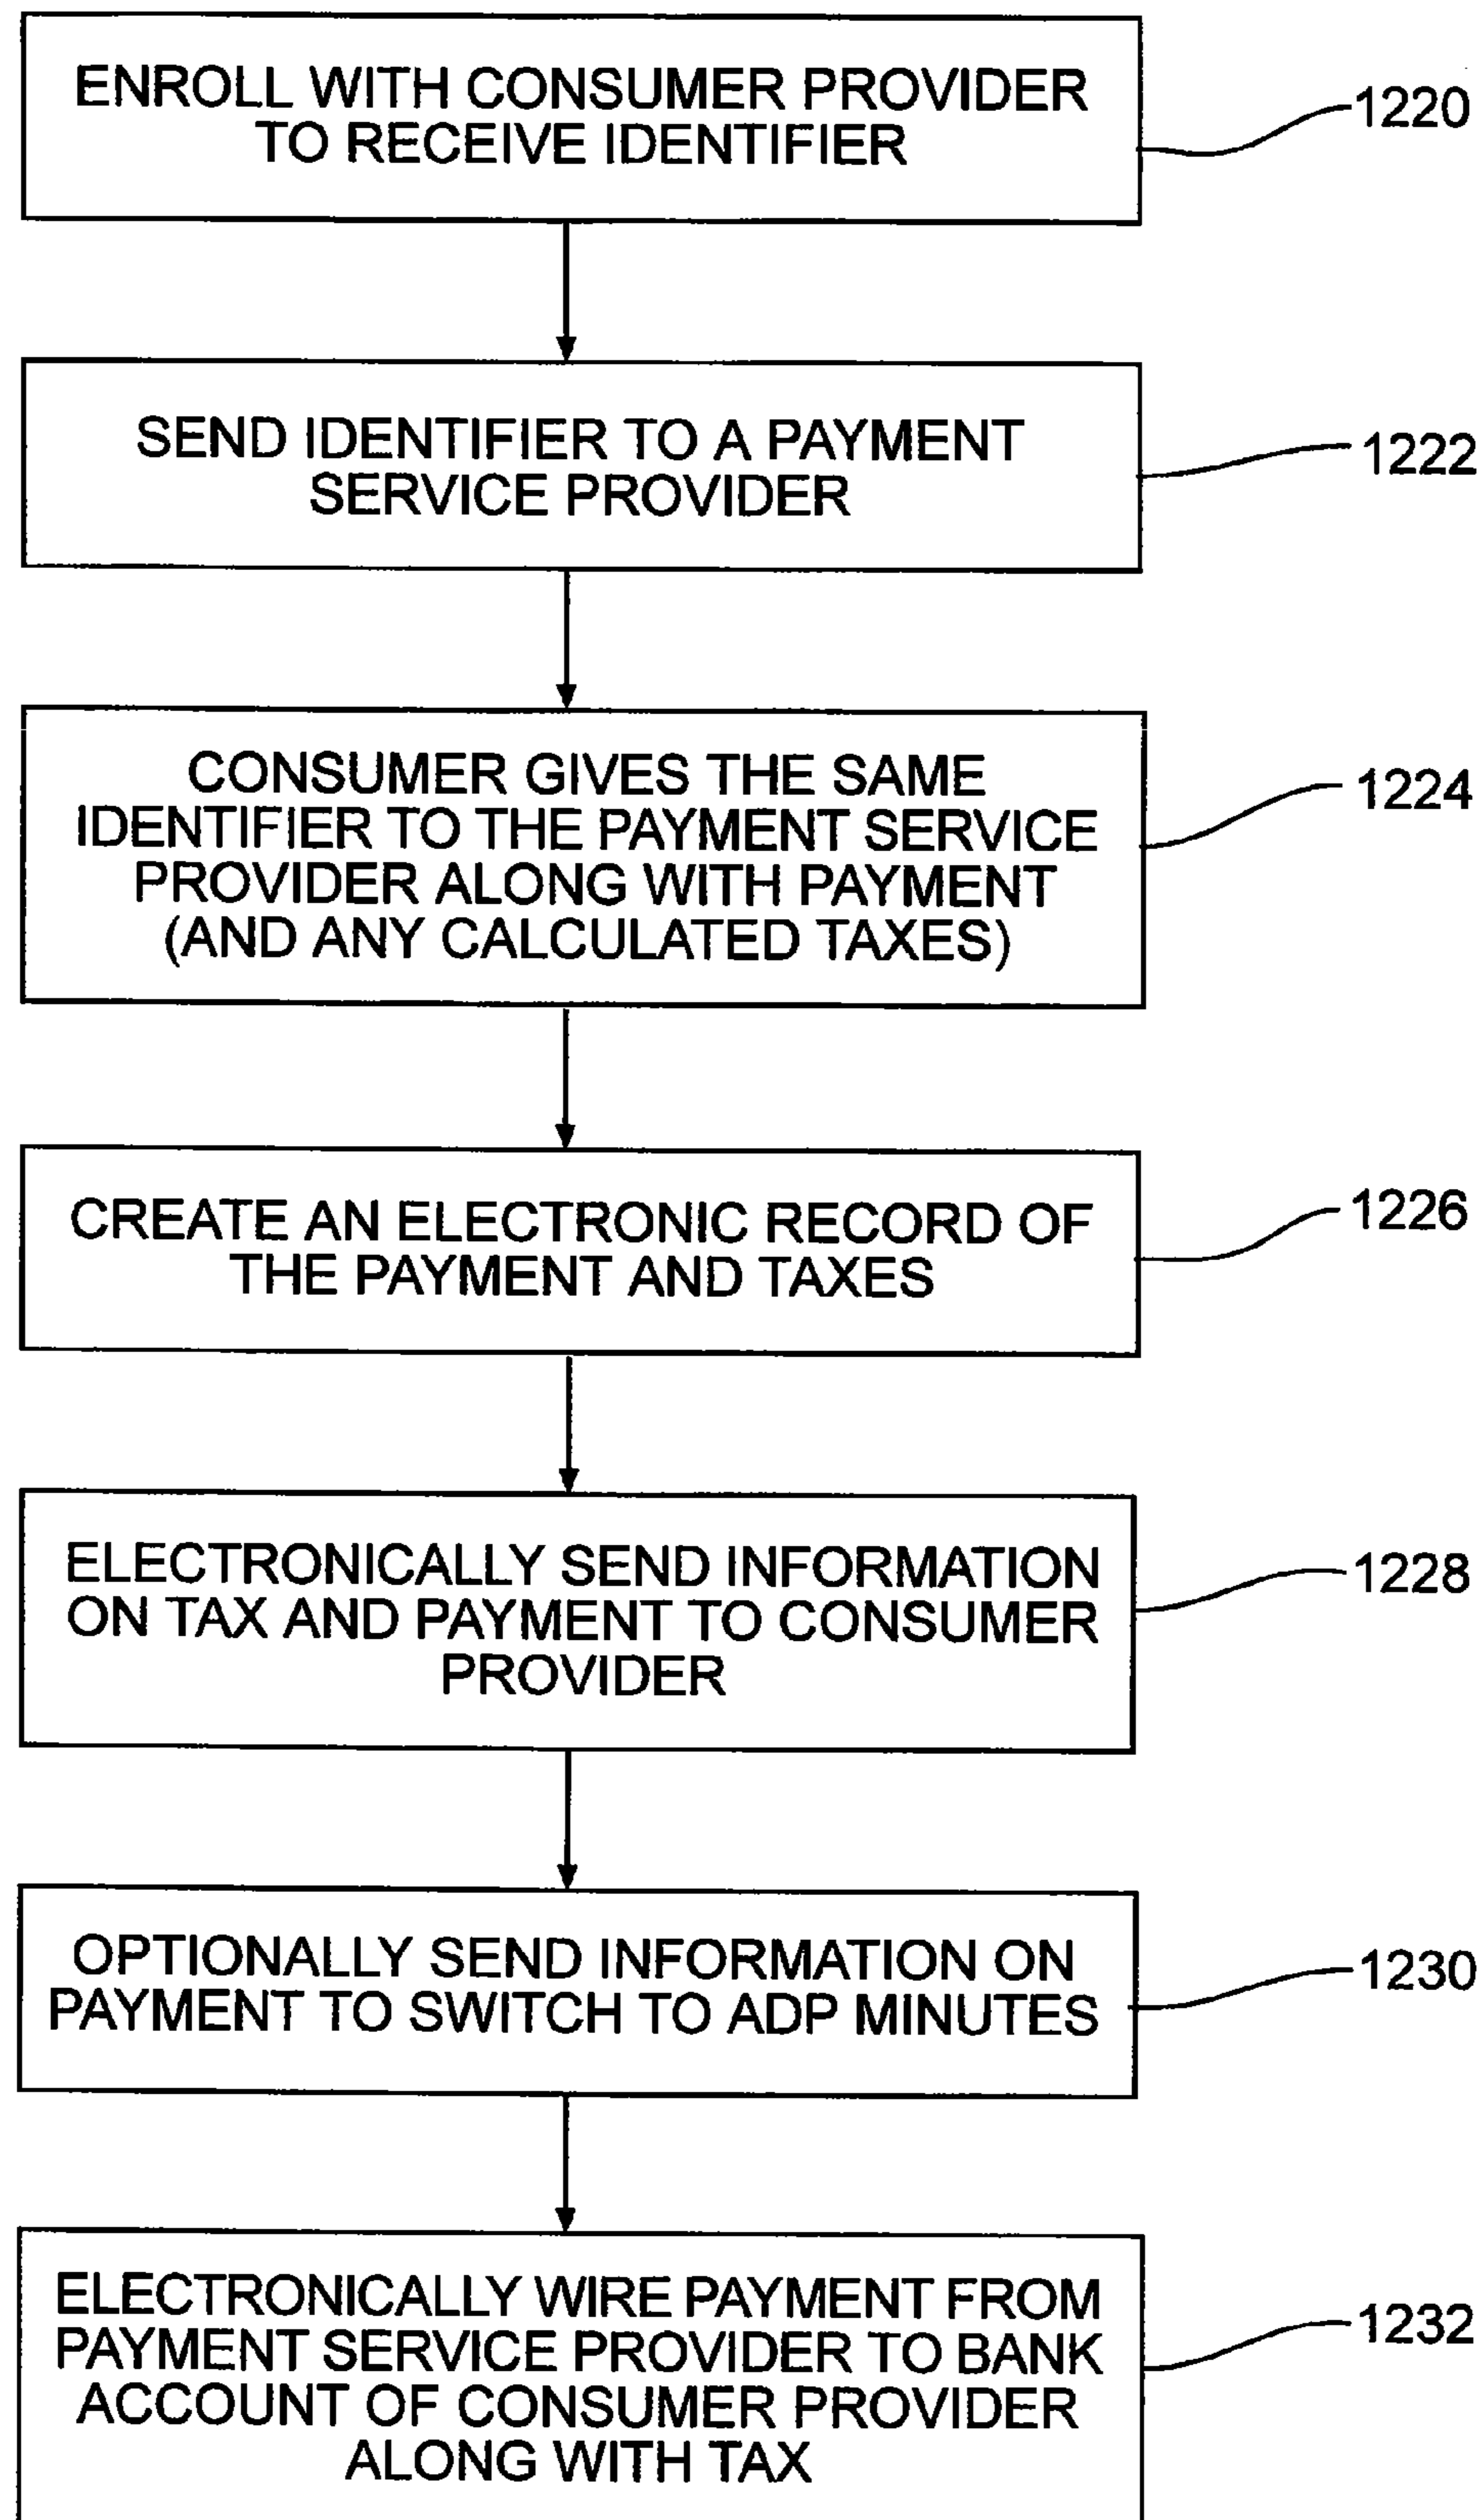 ENROLL WITH CONSUMER PROVIDER
TO RECEIVE IDENTIFIER
1220
SEND IDENTIFIER TO A PAYMENT
SERVICE PROVIDER
1222
CONSUMER GIVES THE SAME
IDENTIFIER TO THE PAYMENT SERVICE
PROVIDER ALONG WITH PAYMENT
(AND ANY CALCULATED TAXES)
1224
CREATE AN ELECTRONIC RECORD OF
THE PAYMENT AND TAXES
1226
ELECTRONICALLY SEND INFORMATION
ON TAX AND PAYMENT TO CONSUMER
PROVIDER
1228
OPTIONALLY SEND INFORMATION ON
PAYMENT TO SWITCH TO ADP MINUTES
1230
ELECTRONICALLY WIRE PAYMENT FROM
PAYMENT SERVICE PROVIDER TO BANK
ACCOUNT OF CONSUMER PROVIDER
ALONG WITH TAX
1232